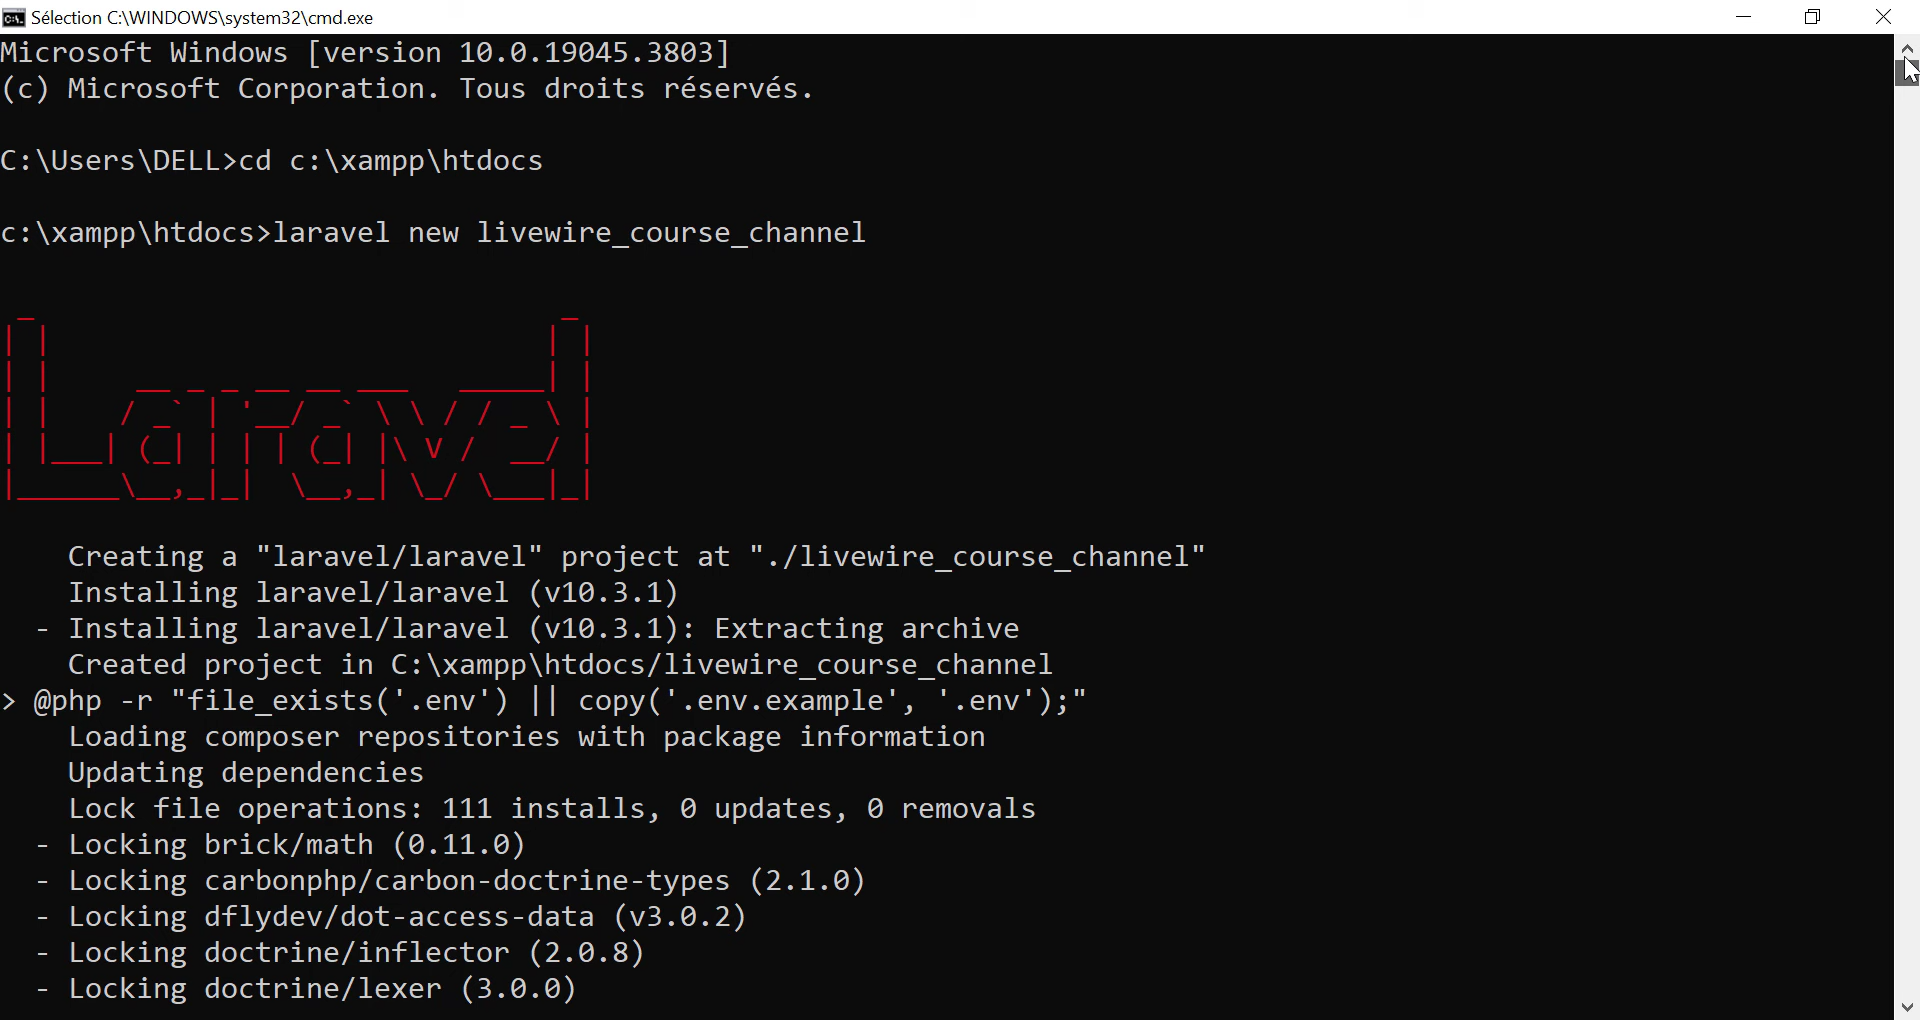 Sélection C:\WINDOWS\system32\cmd.exe
Microsoft Windows [version 10.0.19045.3803]
(c) Microsoft Corporation. Tous droits réservés.
C:\Users\DELL>cd c:\xampp\htdocs
c:\xampp\htdocs>laravel new livewire_course_channel
Laravel
Creating a "laravel/laravel" project at "./livewire_course_channel"
Installing laravel/laravel (v10.3.1)
- Installing laravel/laravel (v10.3.1): Extracting archive
Created project in C:\xampp\htdocs/livewire_course_channel
> @php -r "file_exists('.env') || copy('.env.example', '.env');"
Loading composer repositories with package information
Updating dependencies
Lock file operations: 111 installs, 0 updates, 0 removals
- Locking brick/math (0.11.0)
- Locking carbonphp/carbon-doctrine-types (2.1.0)
- Locking dflydev/dot-access-data (v3.0.2)
- Locking doctrine/inflector (2.0.8)
- Locking doctrine/lexer (3.0.0)